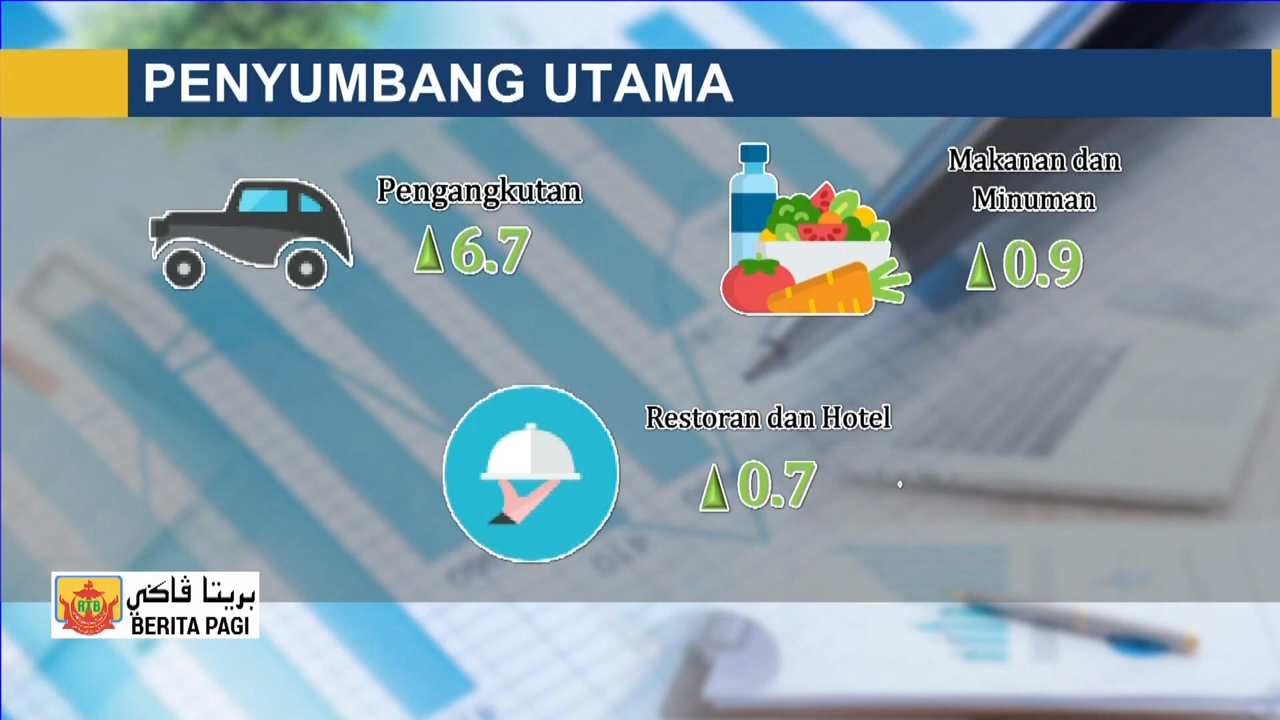 PENYUMBANG UTAMA
Pengangkutan
6.7
Makanan dan
Minuman
0.9
Restoran dan Hotel
0.7
RTB
بريتا ڤاڬي
BERITA PAGI